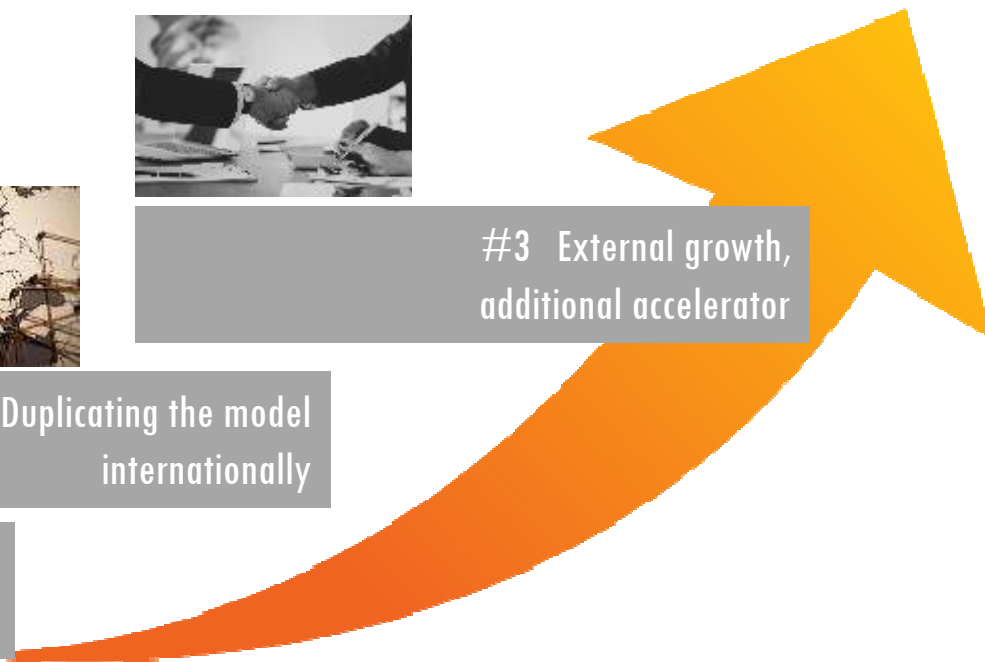 #3 External growth,
additional accelerator
Duplicating the model
internationally